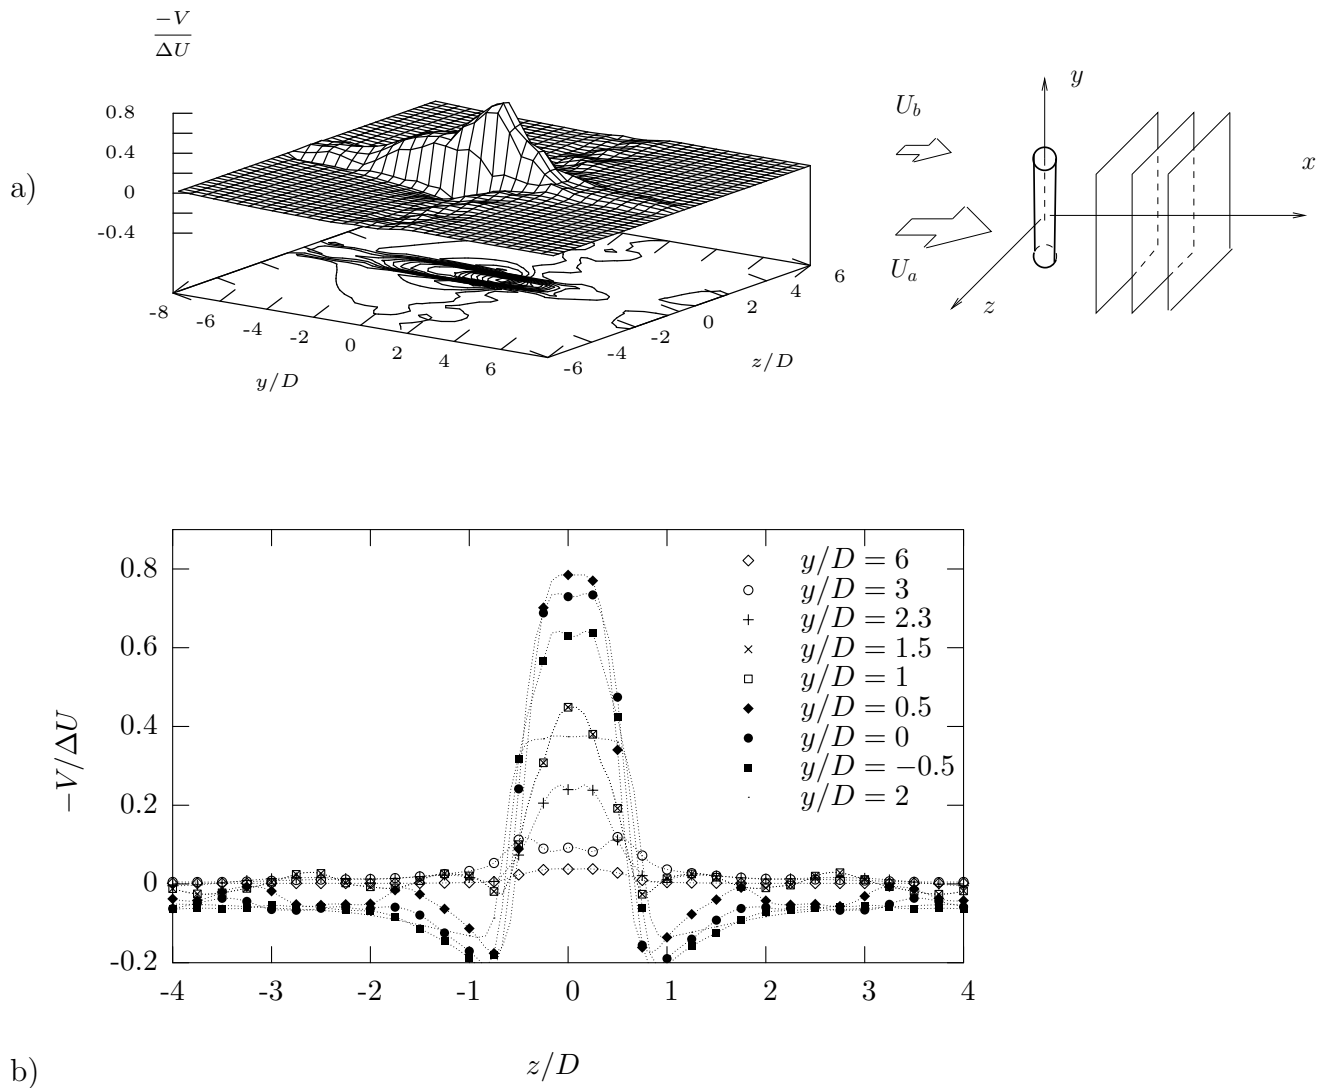 −V
ΔU
0.8
0.4
0
-0.4
a)
-8 -6 -4 -2 0 2 4 6
y/D
-6 -4 -2 0 2 4 6
z/D
U_b
U_a
y
x
z
y/D = 6
y/D = 3
y/D = 2.3
y/D = 1.5
y/D = 1
y/D = 0.5
y/D = 0
y/D = −0.5
y/D = 2
0.8
0.6
0.4
0.2
0
-0.2
−V/ΔU
-4 -3 -2 -1 0 1 2 3 4
z/D
b)